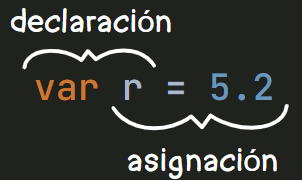 declaración
var r = 5.2
asignación